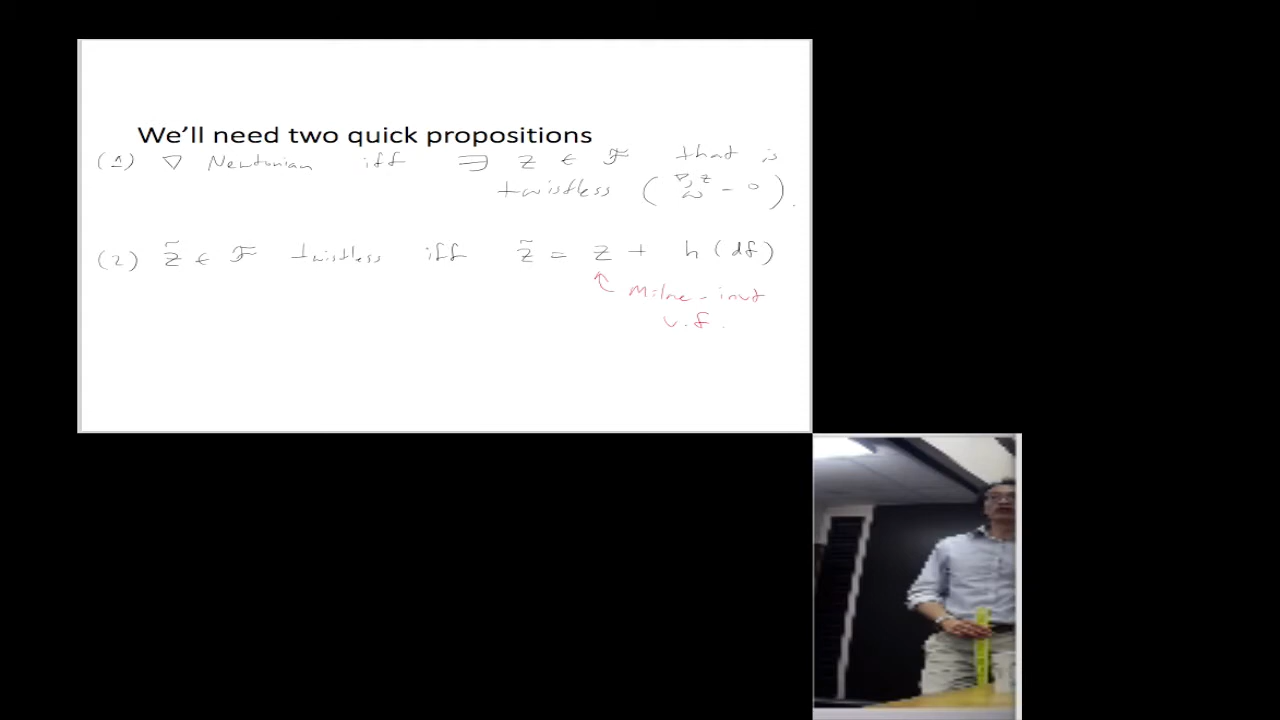 We'll need two quick propositions
(1) ∇ Newtonian iff ∃ z ∈ ℱ that is
twistless ( ω^{∇,z} = 0 ).
(2) z̃ ∈ ℱ twistless iff z̃ = z + h(df)
↑ Milne-invt
v.f.